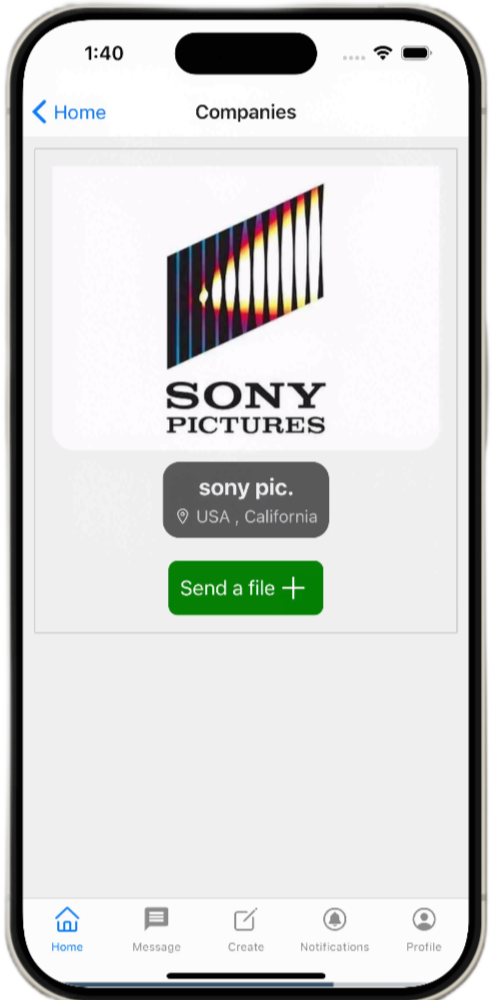 1:40
Home
Companies
SONY
PICTURES
sony pic.
USA , California
Send a file
Home
Message
Create
Notifications
Profile